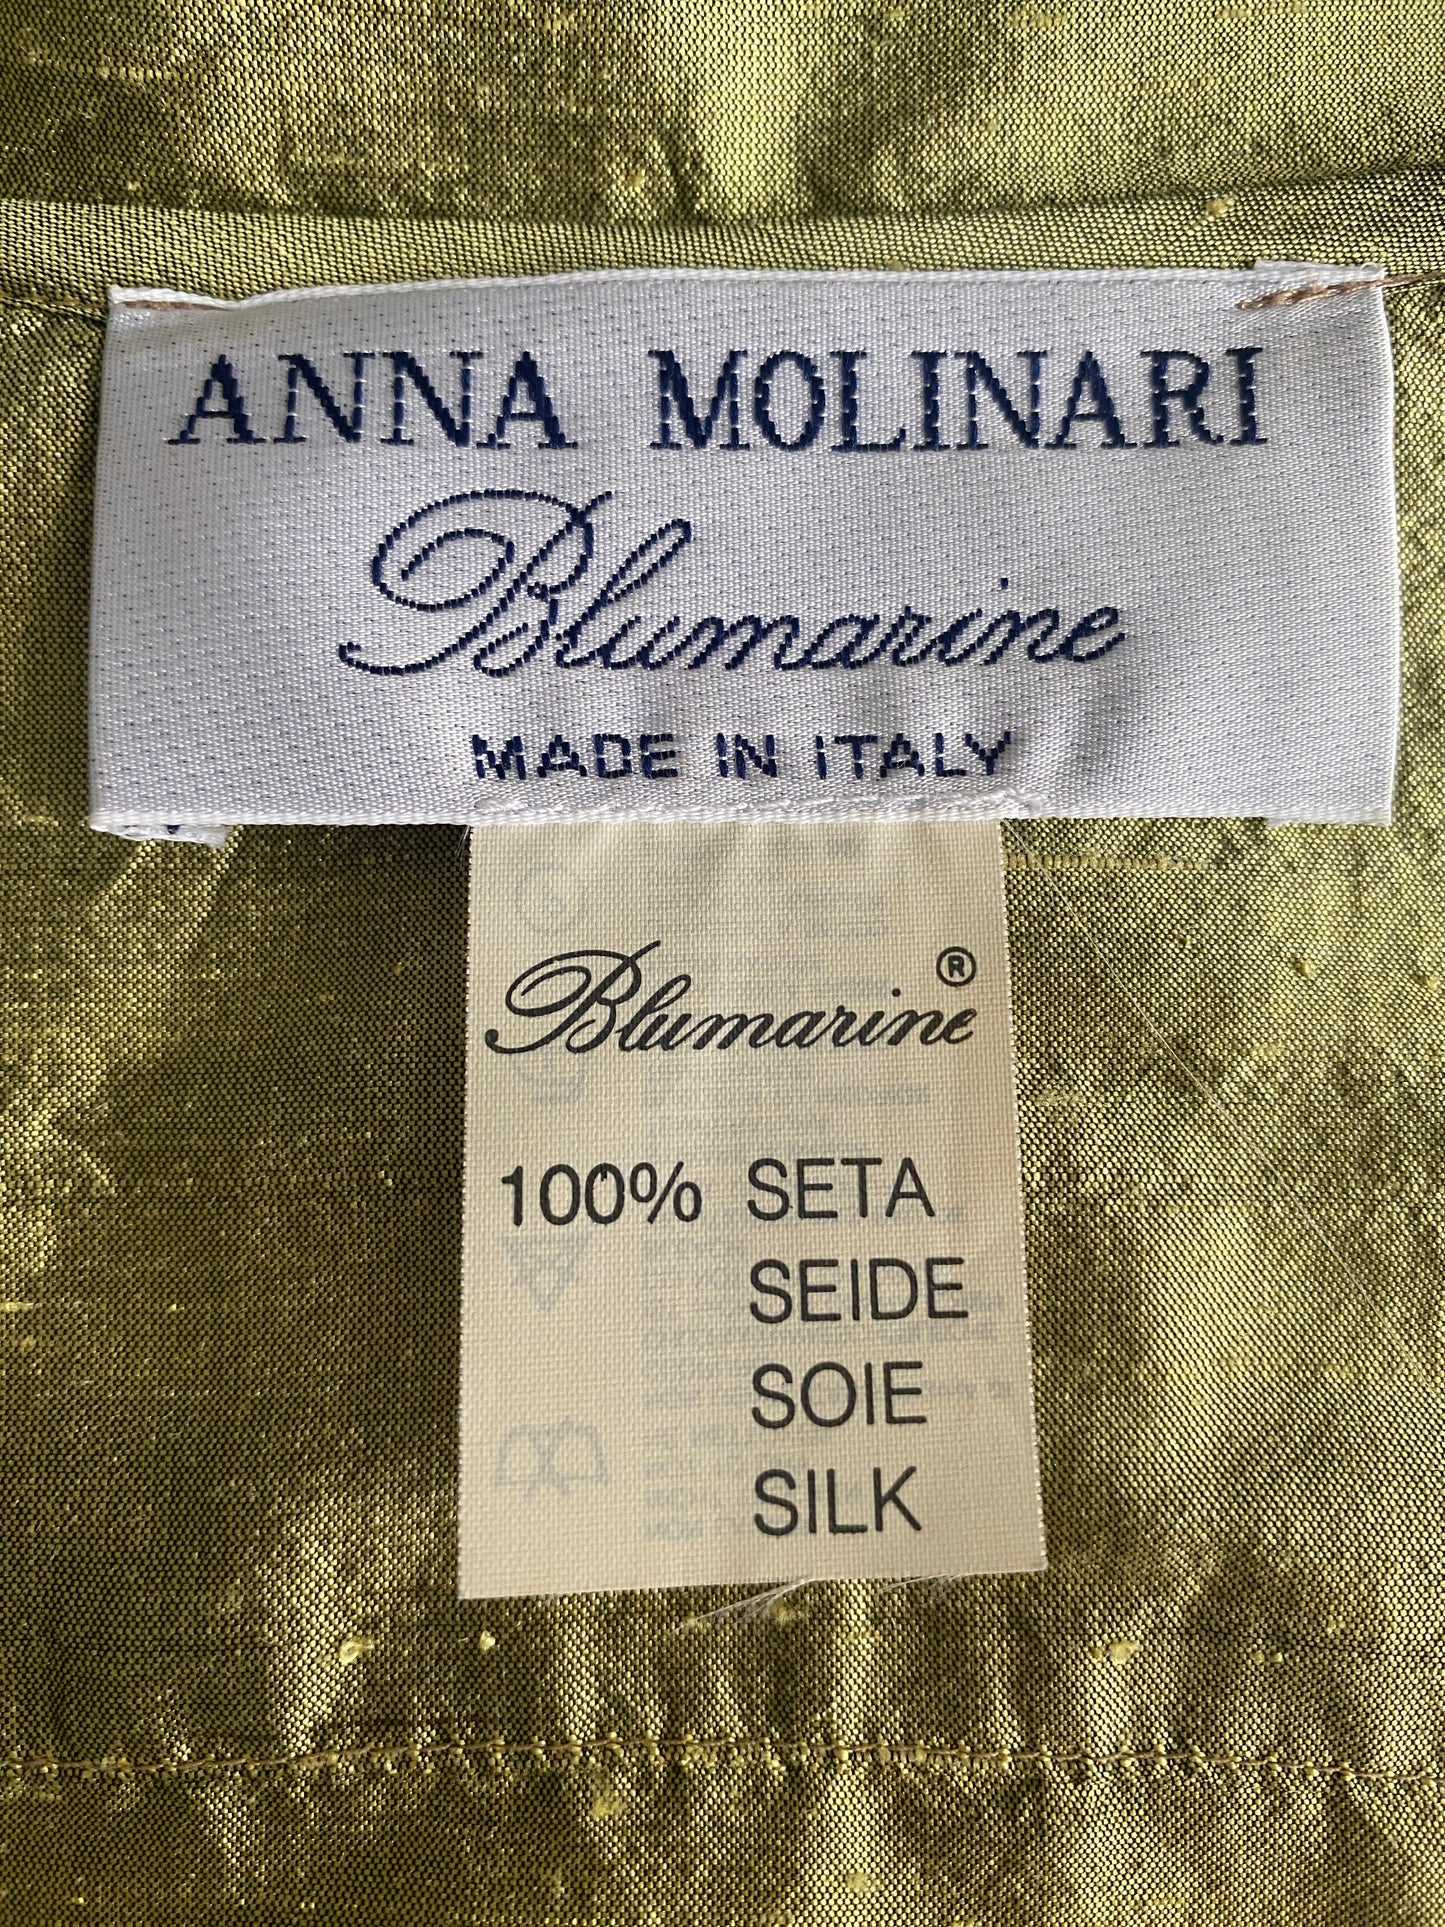 ANNA MOLINARI
Blumarine
MADE IN ITALY
Blumarine®
100% SETA
SEIDE
SOIE
SILK